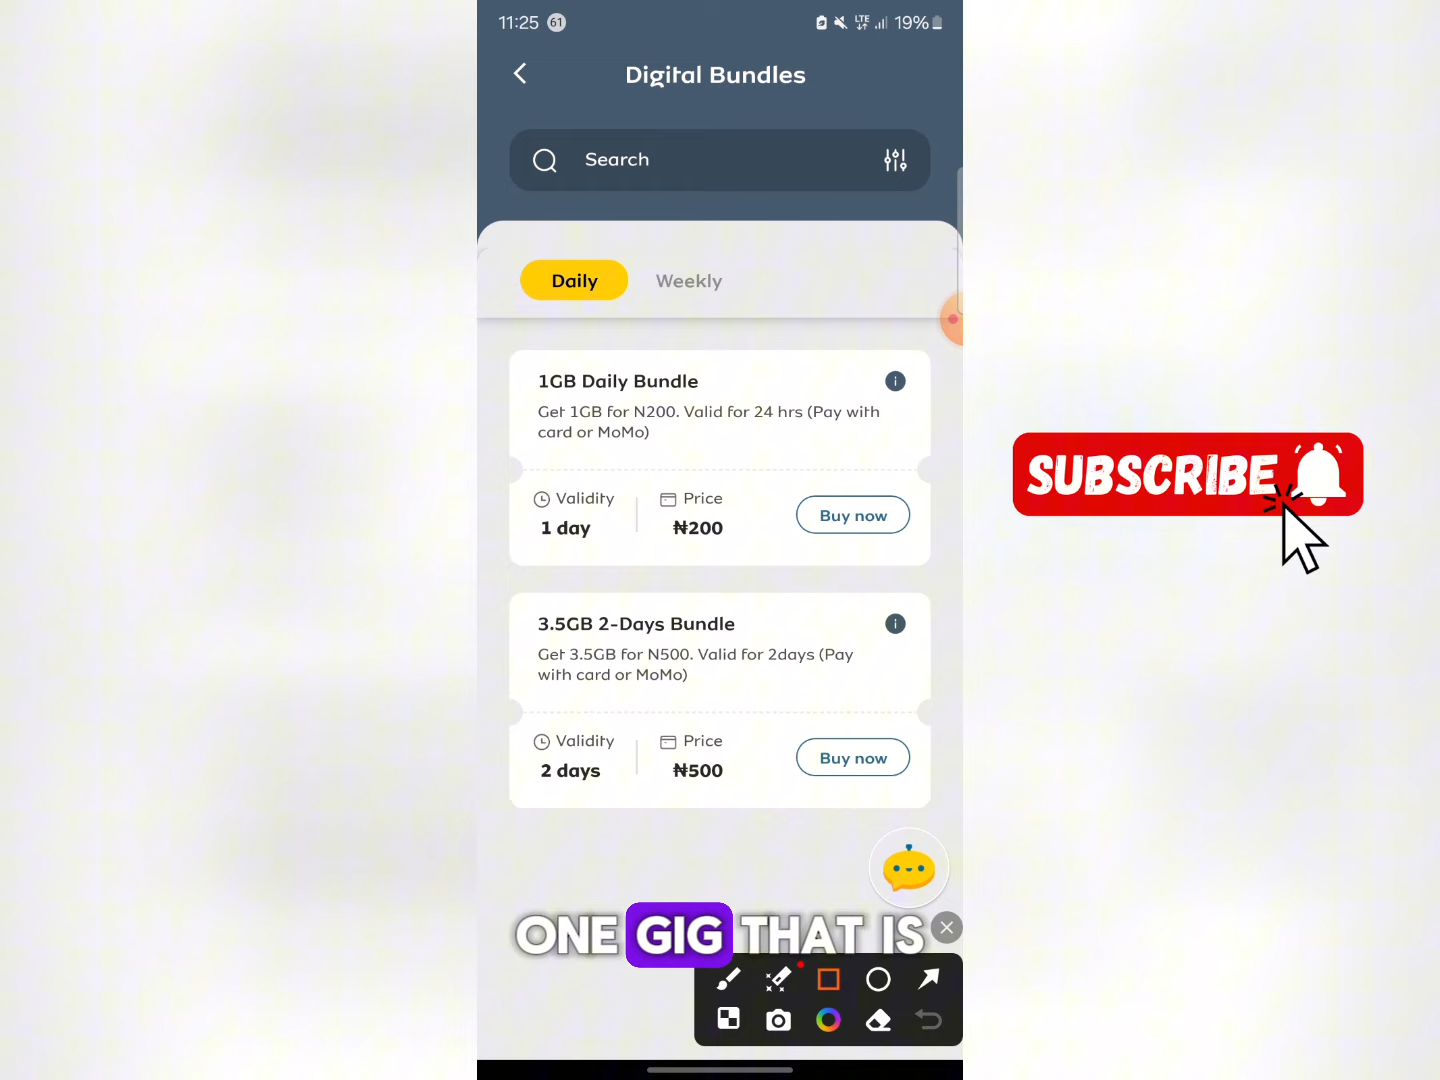 11:25 61 LTE 19%
Digital Bundles
Search
Daily Weekly
1GB Daily Bundle
Get 1GB for N200. Valid for 24 hrs (Pay with
card or MoMo)
Validity Price
1 day ₦200 Buy now
3.5GB 2-Days Bundle
Get 3.5GB for N500. Valid for 2days (Pay
with card or MoMo)
Validity Price
2 days ₦500 Buy now
ONE GIG THAT IS
SUBSCRIBE